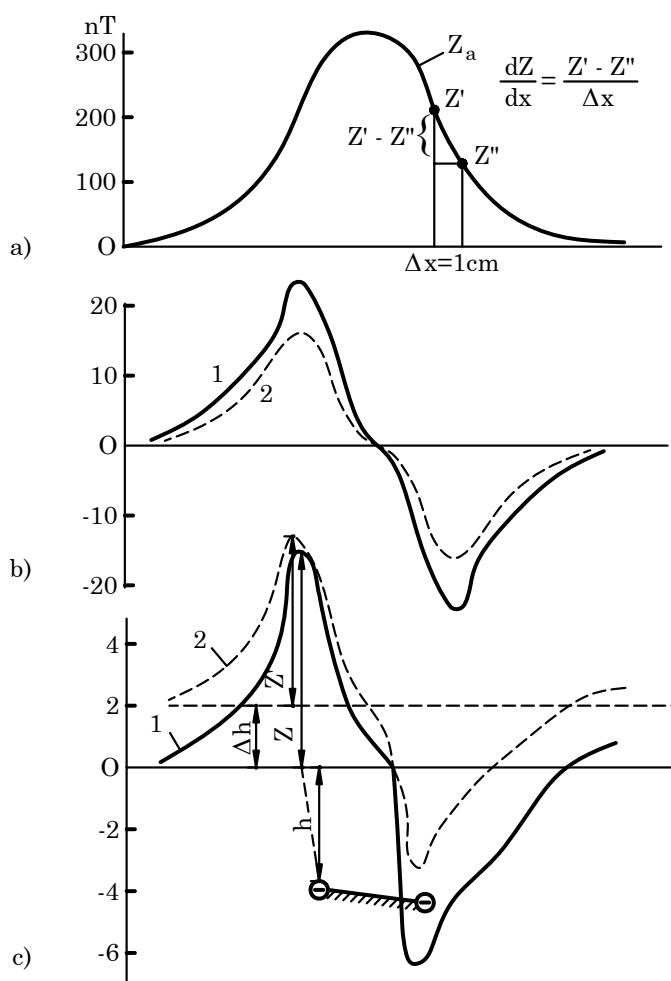 nT
300
200
100
O
a)
Z_a
Z'
Z' - Z"
Z"
dZ/dx = Z' - Z"/Δx
Δx=1cm
20
10
O
-10
-20
b)
1
2
4
2
O
-2
-4
-6
c)
2
1
Δh
Z
Z
h